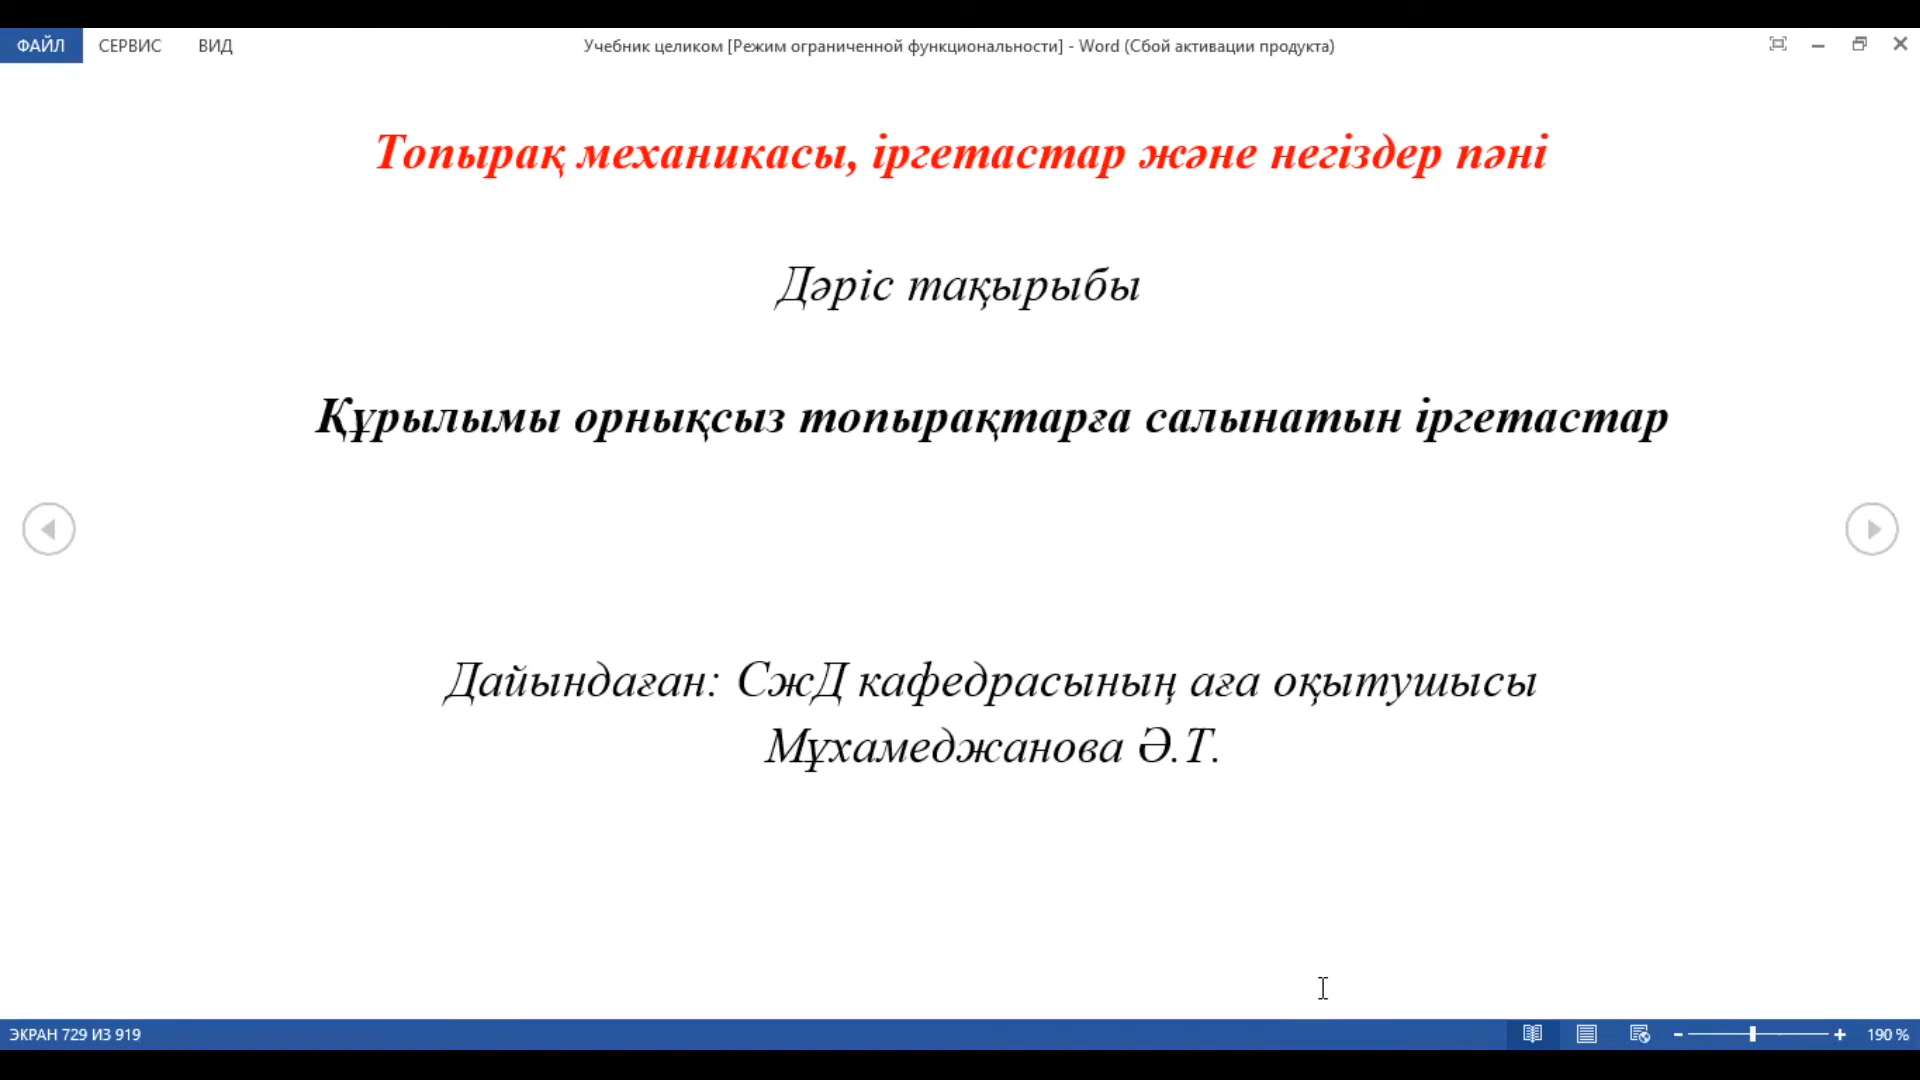 ФАЙЛ СЕРВИС ВИД Учебник целиком [Режим ограниченной функциональности] - Word (Сбой активации продукта)
Топырақ механикасы, іргетастар және негіздер пәні
Дәріс тақырыбы
Құрылымы орнықсыз топырақтарға салынатын іргетастар
Дайындаған: СжД кафедрасының аға оқытушысы
Мұхамеджанова Ә.Т.
ЭКРАН 729 ИЗ 919 190 %